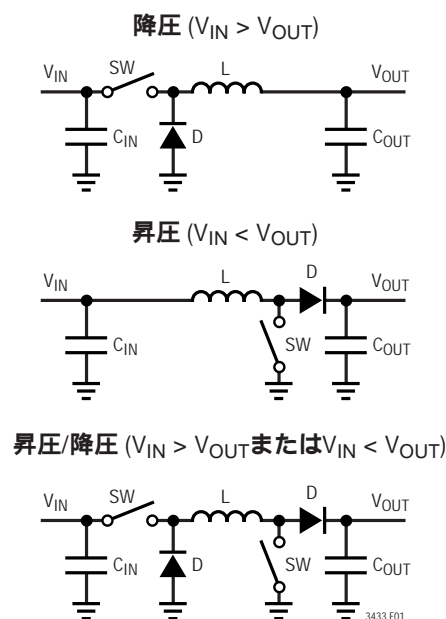 降圧 (VIN > VOUT)
VIN SW L VOUT
CIN D COUT
昇圧 (VIN < VOUT)
VIN L D VOUT
CIN SW COUT
昇圧/降圧 (VIN > VOUTまたはVIN < VOUT)
VIN SW L D VOUT
CIN D SW COUT
3433 F01